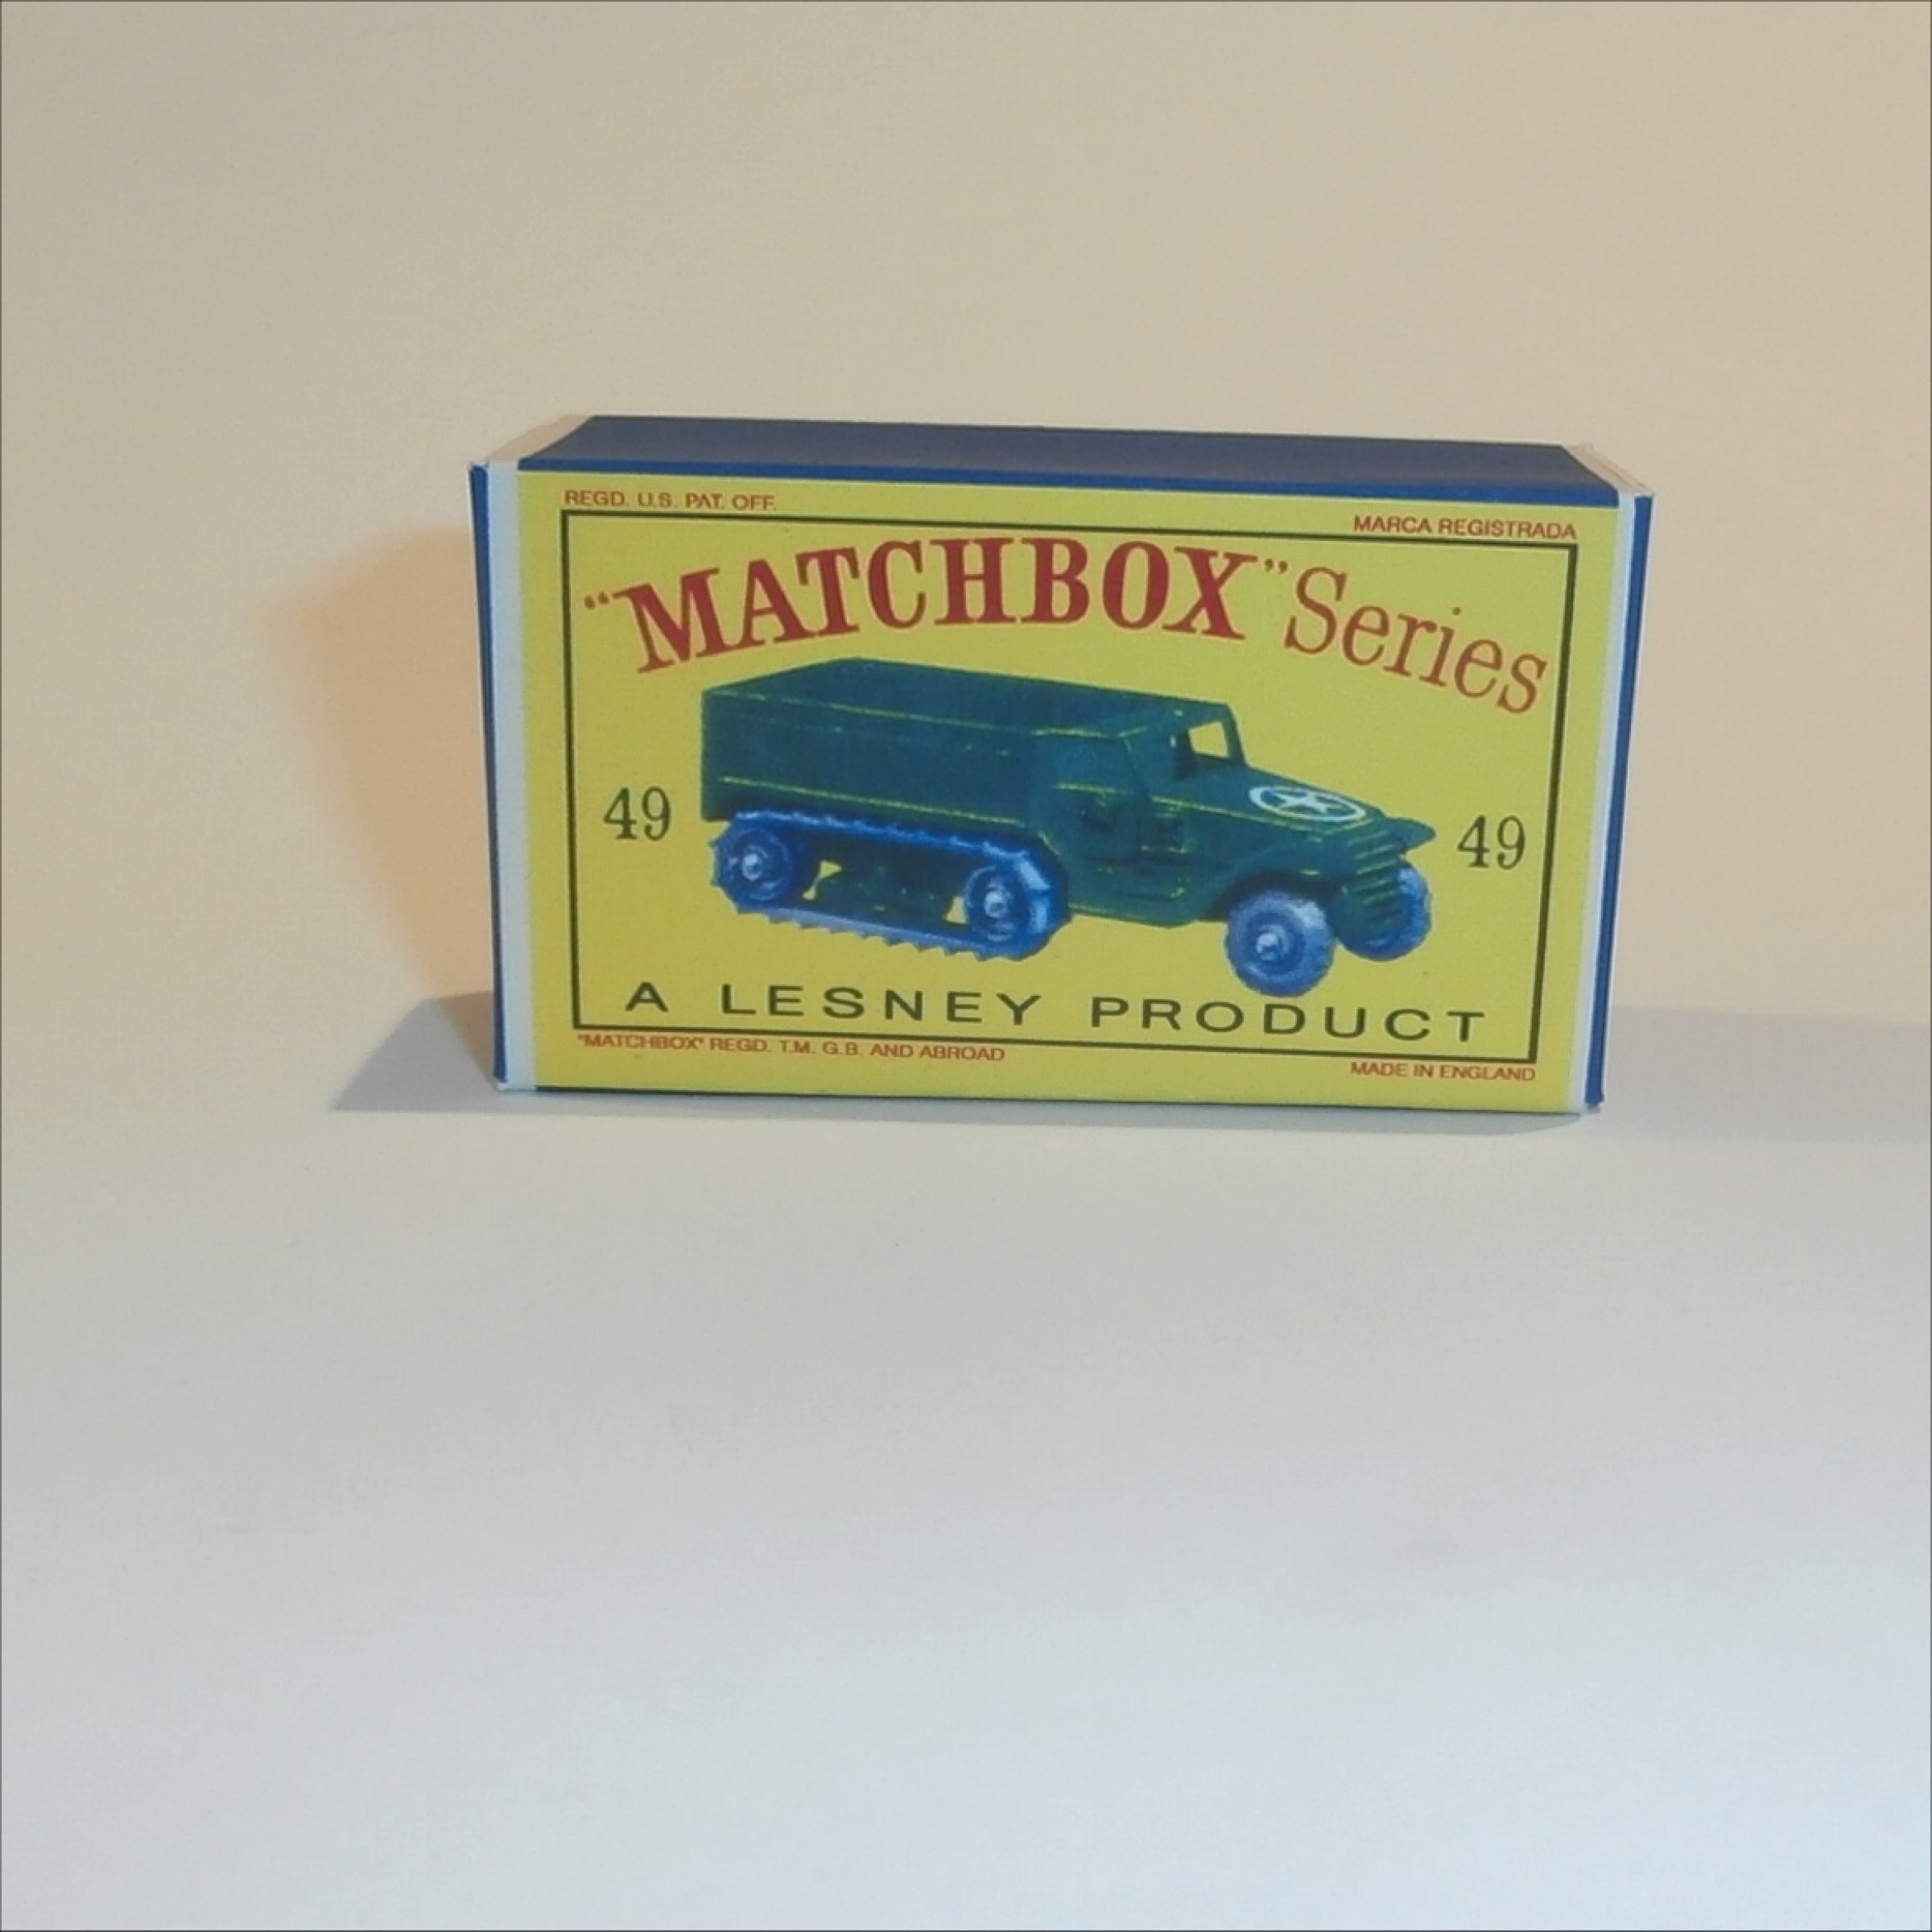 REGD. U.S. PAT. OFF.
MARCA REGISTRADA
"MATCHBOX" Series
49
49
A LESNEY PRODUCT
"MATCHBOX" REGD. T.M. G.B. AND ABROAD
MADE IN ENGLAND